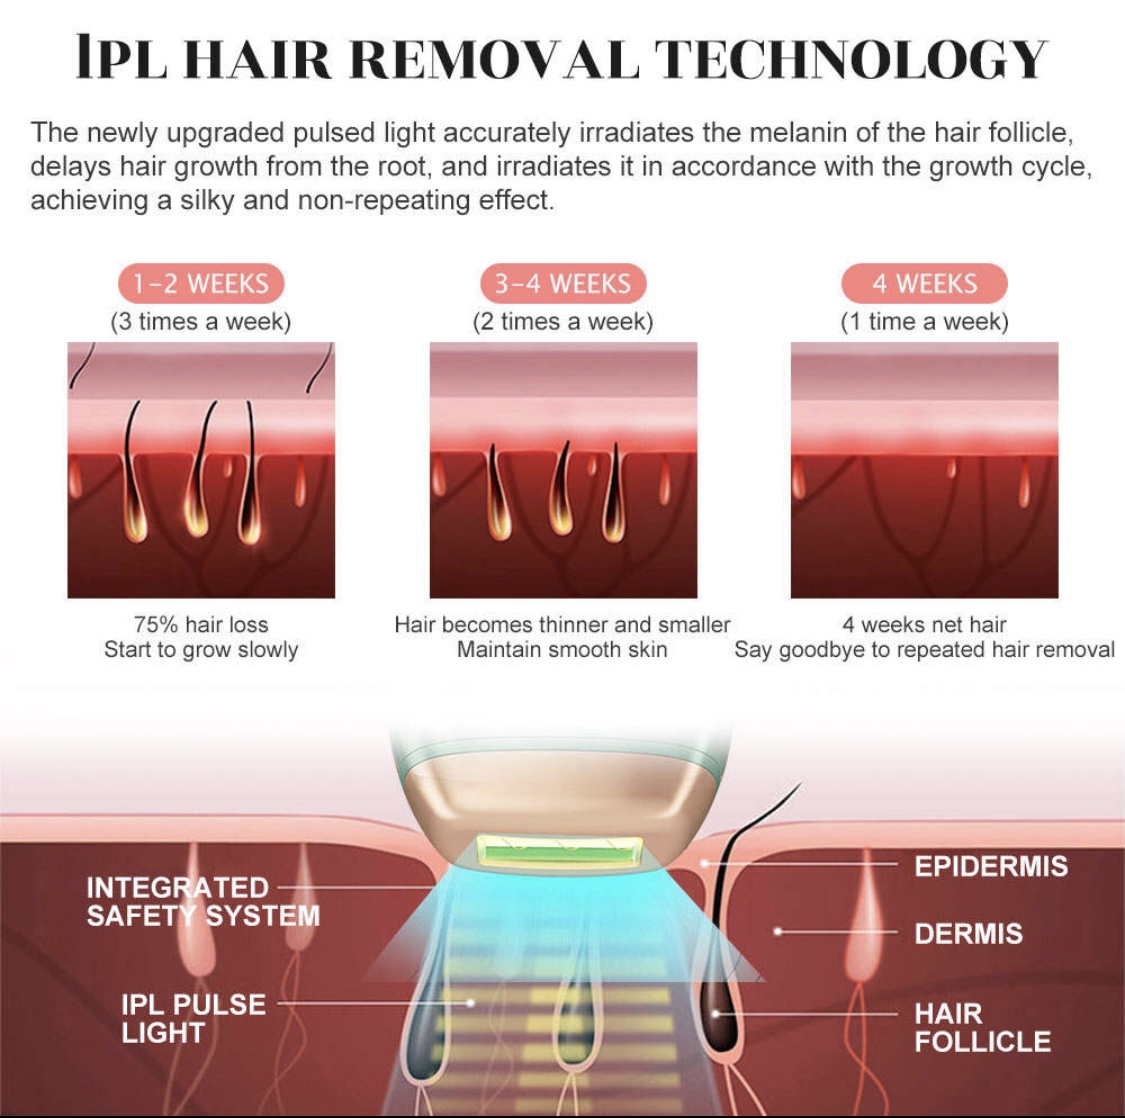 IPL HAIR REMOVAL TECHNOLOGY
The newly upgraded pulsed light accurately irradiates the melanin of the hair follicle,
delays hair growth from the root, and irradiates it in accordance with the growth cycle,
achieving a silky and non-repeating effect.
1-2 WEEKS
(3 times a week)
75% hair loss
Start to grow slowly
3-4 WEEKS
(2 times a week)
Hair becomes thinner and smaller
Maintain smooth skin
4 WEEKS
(1 time a week)
4 weeks net hair
Say goodbye to repeated hair removal
INTEGRATED
SAFETY SYSTEM
IPL PULSE
LIGHT
EPIDERMIS
DERMIS
HAIR
FOLLICLE